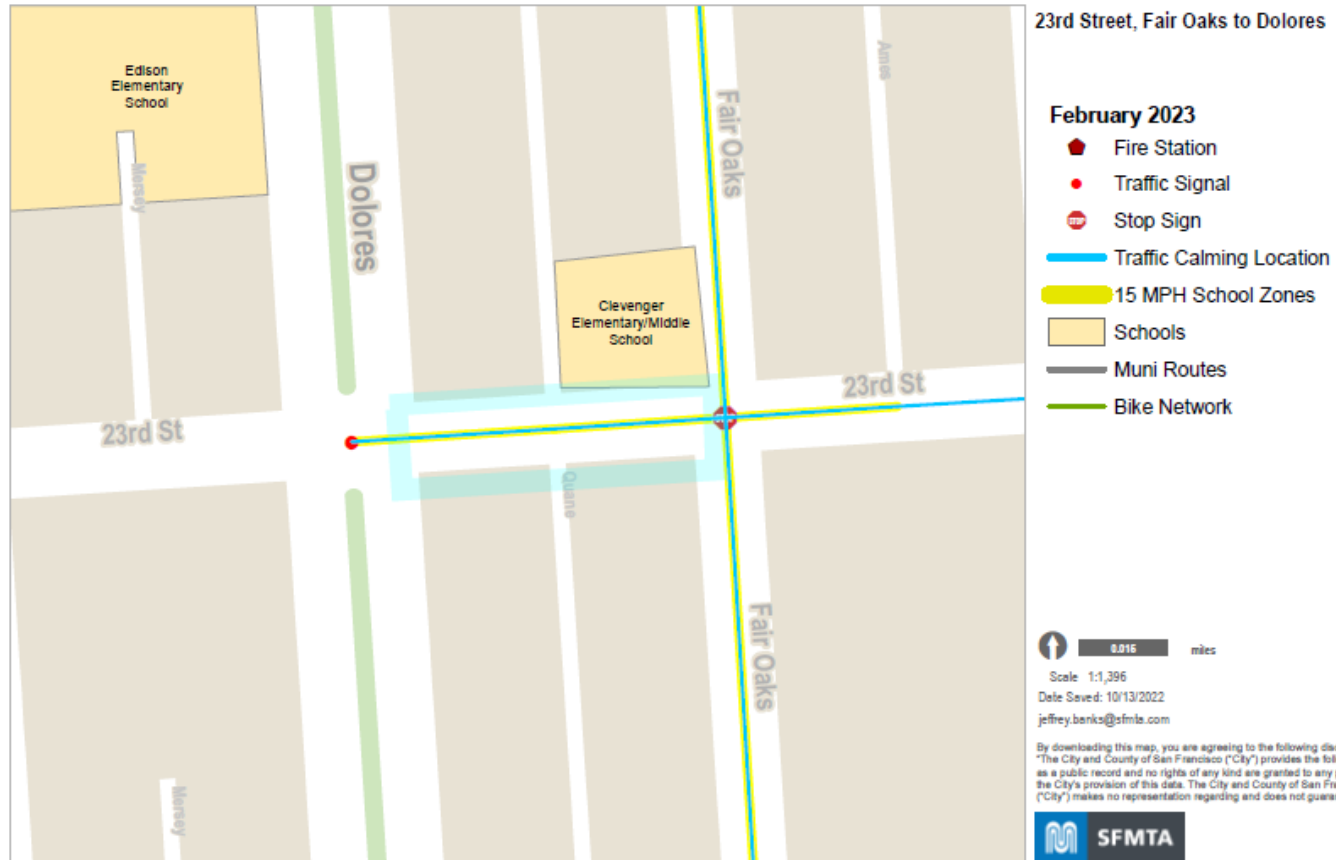 23rd Street, Fair Oaks to Dolores
February 2023
Fire Station
Traffic Signal
STOP
Stop Sign
Traffic Calming Location
15 MPH School Zones
Schools
Muni Routes
Bike Network
Edison
Elementary
School
Mersey
Dolores
Fair Oaks
Ames
Clevenger
Elementary/Middle
School
23rd St
23rd St
STOP
Quane
Fair Oaks
Mersey
0.016 miles
Scale 1:1,396
Date Saved: 10/13/2022
jeffrey.banks@sfmta.com
By downloading this map, you are agreeing to the following dis
"The City and County of San Francisco ("City") provides the fol
as a public record and no rights of any kind are granted to any
the City's provision of this data. The City and County of San Fr
("City") makes no representation regarding and does not guara
SFMTA